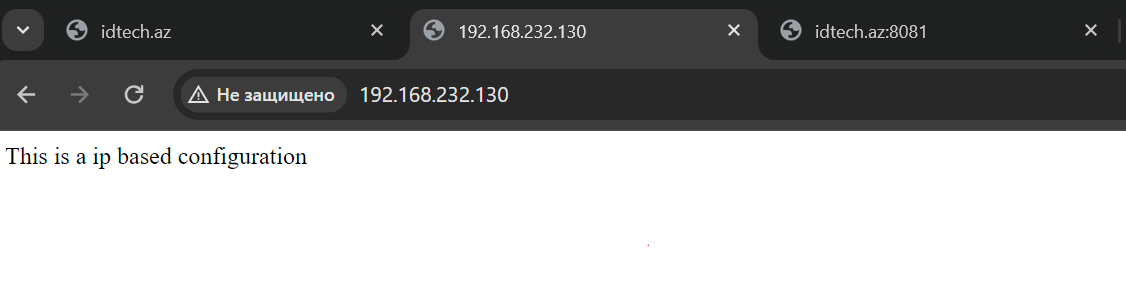 idtech.az
192.168.232.130
idtech.az:8081
Не защищено 192.168.232.130
This is a ip based configuration